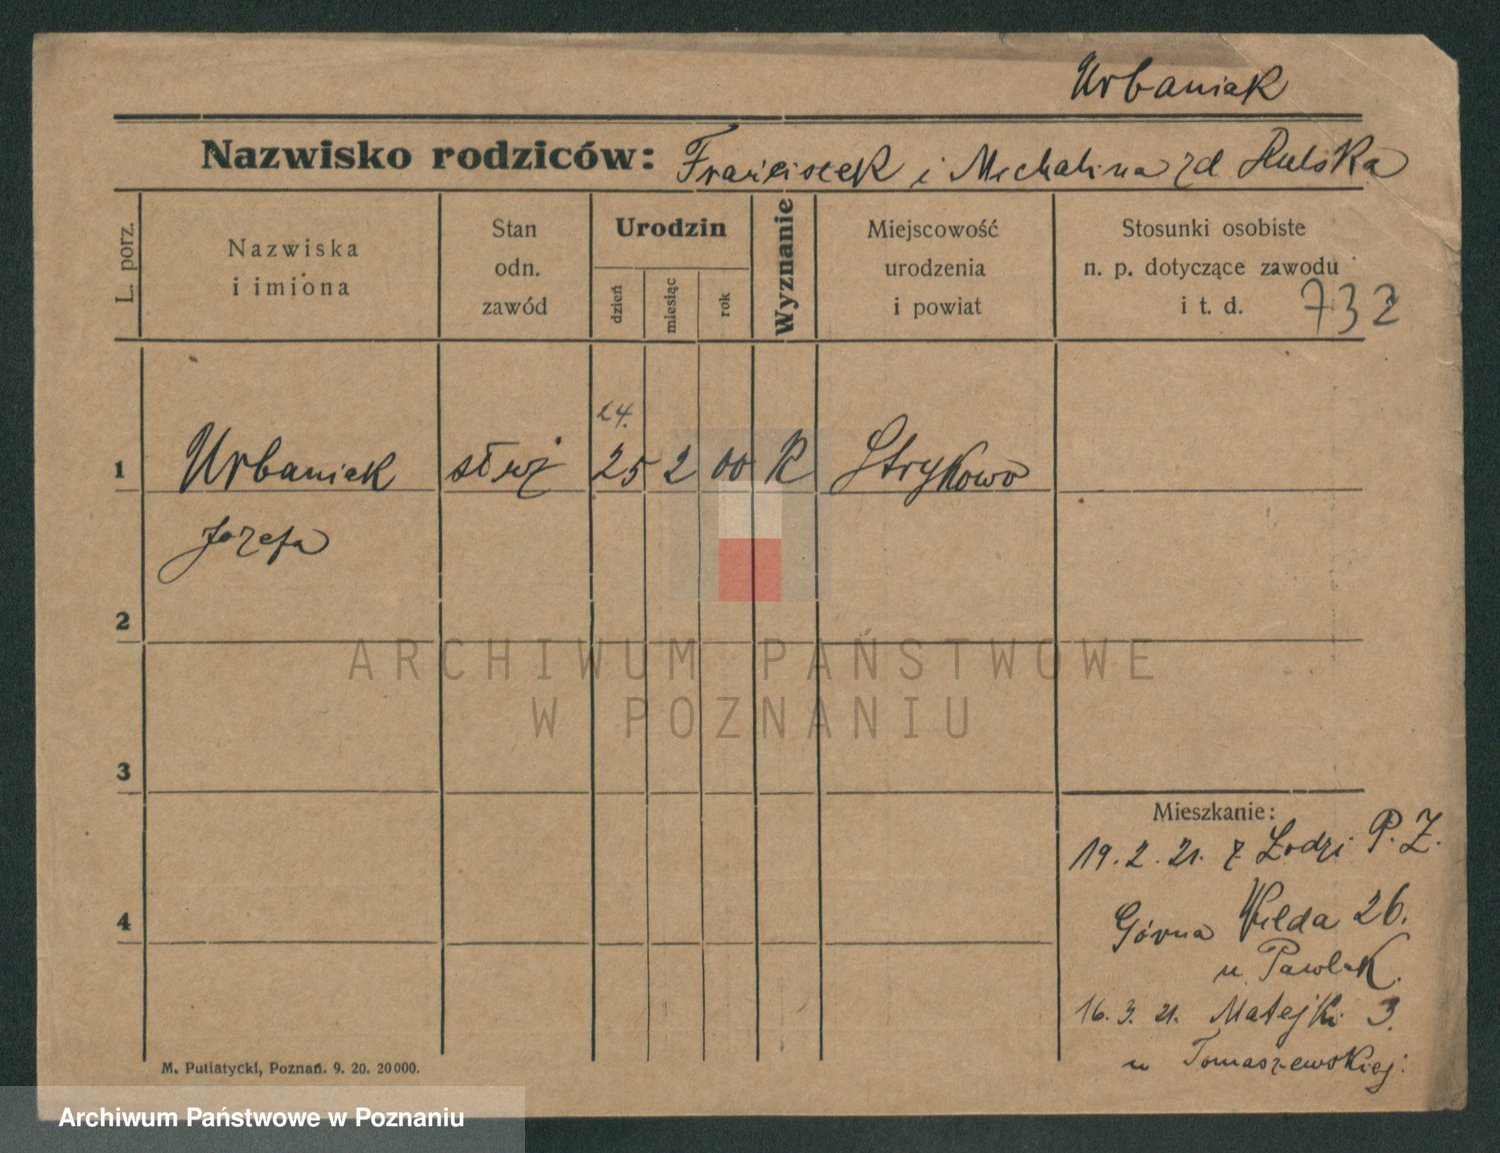 Urbaniak
Nazwisko rodziców: Franciszek i Michalina zd
L. porz.
Nazwiska
i imiona
Stan
odn.
zawód
Urodzin
dzień
miesiąc
rok
Wyznanie
Miejscowość
urodzenia
i powiat
Stosunki osobiste
n. p. dotyczące zawodu
i t. d. 732
24.
1 Urbaniak służ 25 2 00 K Strykowo
Jozefa
2
ARCHIWUM PAŃSTWOWE
W POZNANIU
3
Mieszkanie:
19. 2. 21. z Łodzi P. Z.
4
Górna Wilda 26.
u Pawlak.
16. 3. 21. Matejki 3.
u Tomaszewskiej.
M. Putiatycki, Poznań. 9. 20. 20000.
Archiwum Państwowe w Poznaniu